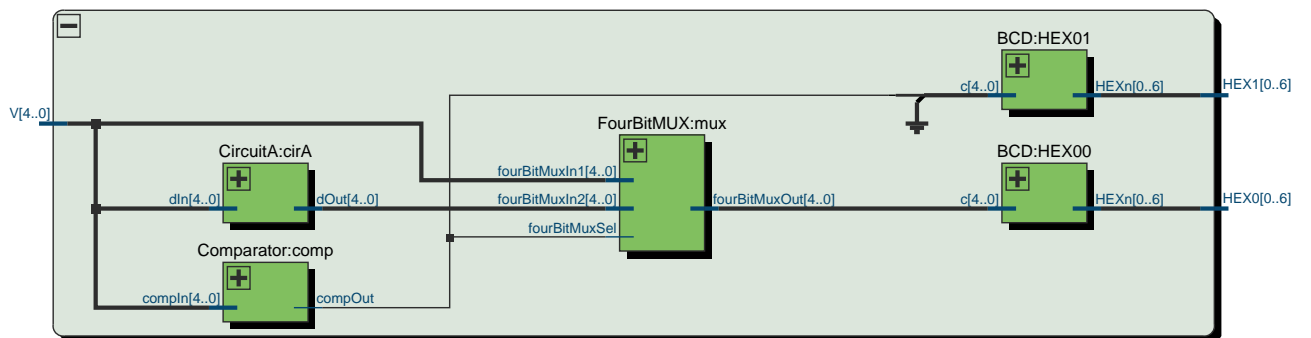 BCD:HEX01
c[4..0]
HEXn[0..6]
HEX1[0..6]
V[4..0]
FourBitMUX:mux
CircuitA:cirA
BCD:HEX00
fourBitMuxIn1[4..0]
dIn[4..0]
dOut[4..0]
fourBitMuxIn2[4..0]
fourBitMuxOut[4..0]
c[4..0]
HEXn[0..6]
HEX0[0..6]
fourBitMuxSel
Comparator:comp
compIn[4..0]
compOut